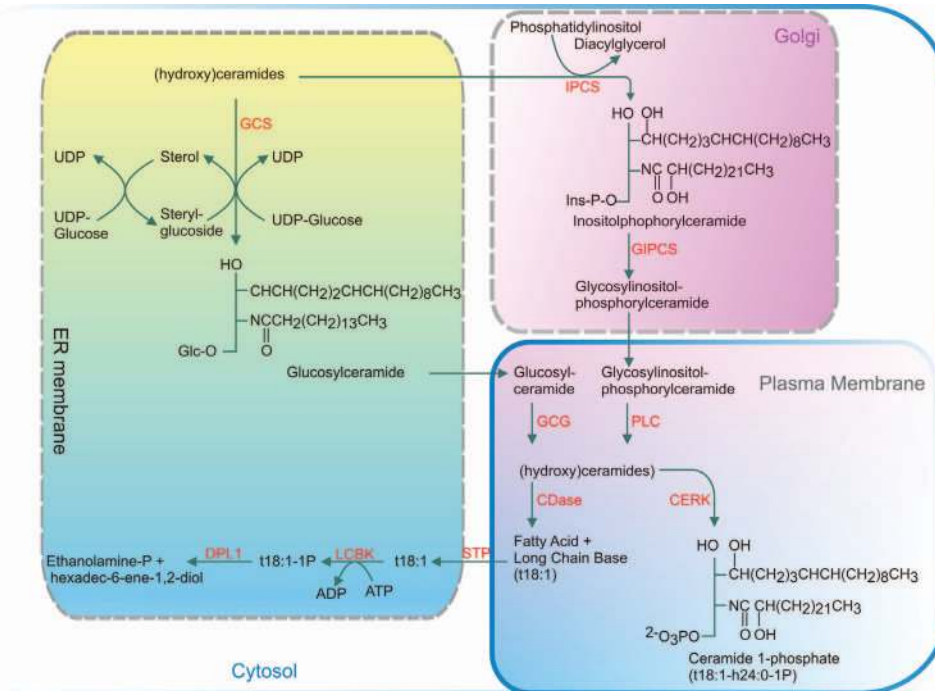 Phosphatidylinositol
Diacylglycerol
Golgi
(hydroxy)ceramides
IPCS
GCS
HO OH
CH(CH2)3CHCH(CH2)8CH3
UDP
Sterol
UDP
NC CH(CH2)21CH3
O OH
Ins-P-O
UDP-
Glucose
Steryl-
glucoside
UDP-Glucose
Inositolphophorylceramide
GIPCS
HO
CHCH(CH2)2CHCH(CH2)8CH3
Glycosylinositol-
phosphorylceramide
NCCH2(CH2)13CH3
O
Glc-O
ER membrane
Glucosylceramide
Glucosyl-
ceramide
Glycosylinositol-
phosphorylceramide
Plasma Membrane
GCG
PLC
(hydroxy)ceramides)
CDase
CERK
Fatty Acid +
Long Chain Base
(t18:1)
STP
Ethanolamine-P +
hexadec-6-ene-1,2-diol
DPL1
t18:1-1P
LCBK
t18:1
ADP
ATP
HO OH
CH(CH2)3CHCH(CH2)8CH3
NC CH(CH2)21CH3
O OH
2-O3PO
Ceramide 1-phosphate
(t18:1-h24:0-1P)
Cytosol